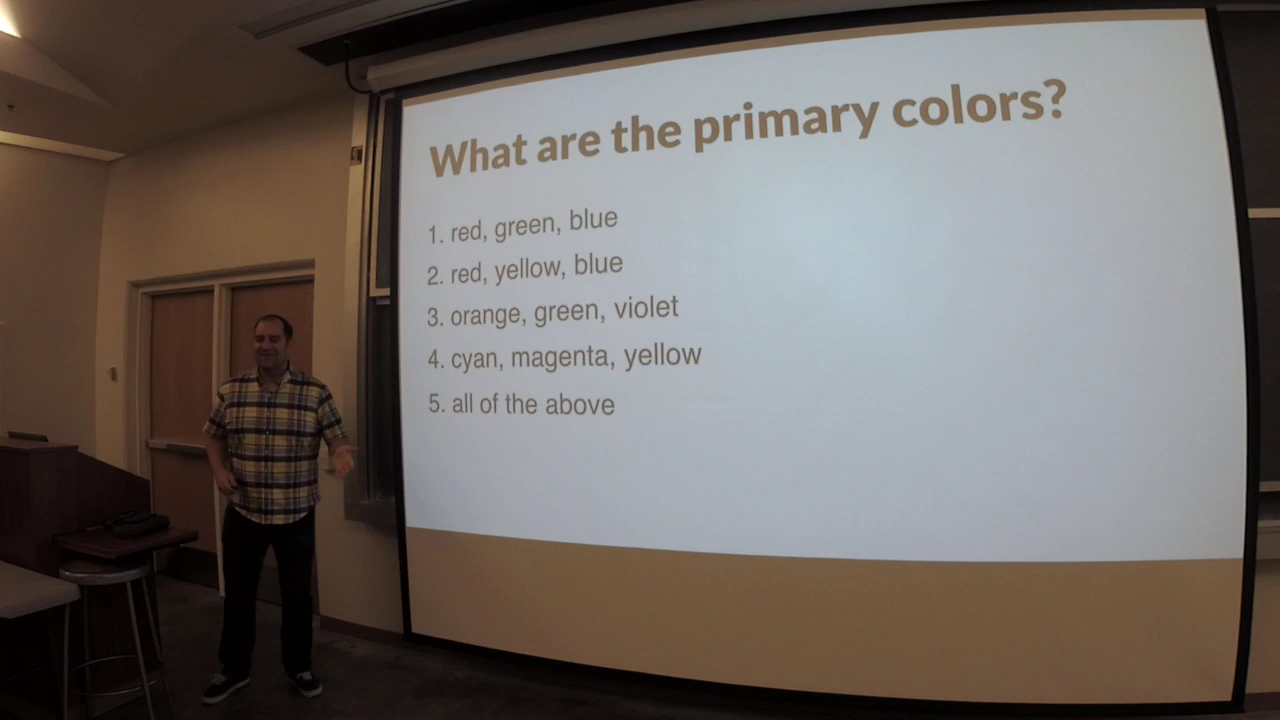 What are the primary colors?
1. red, green, blue
2. red, yellow, blue
3. orange, green, violet
4. cyan, magenta, yellow
5. all of the above